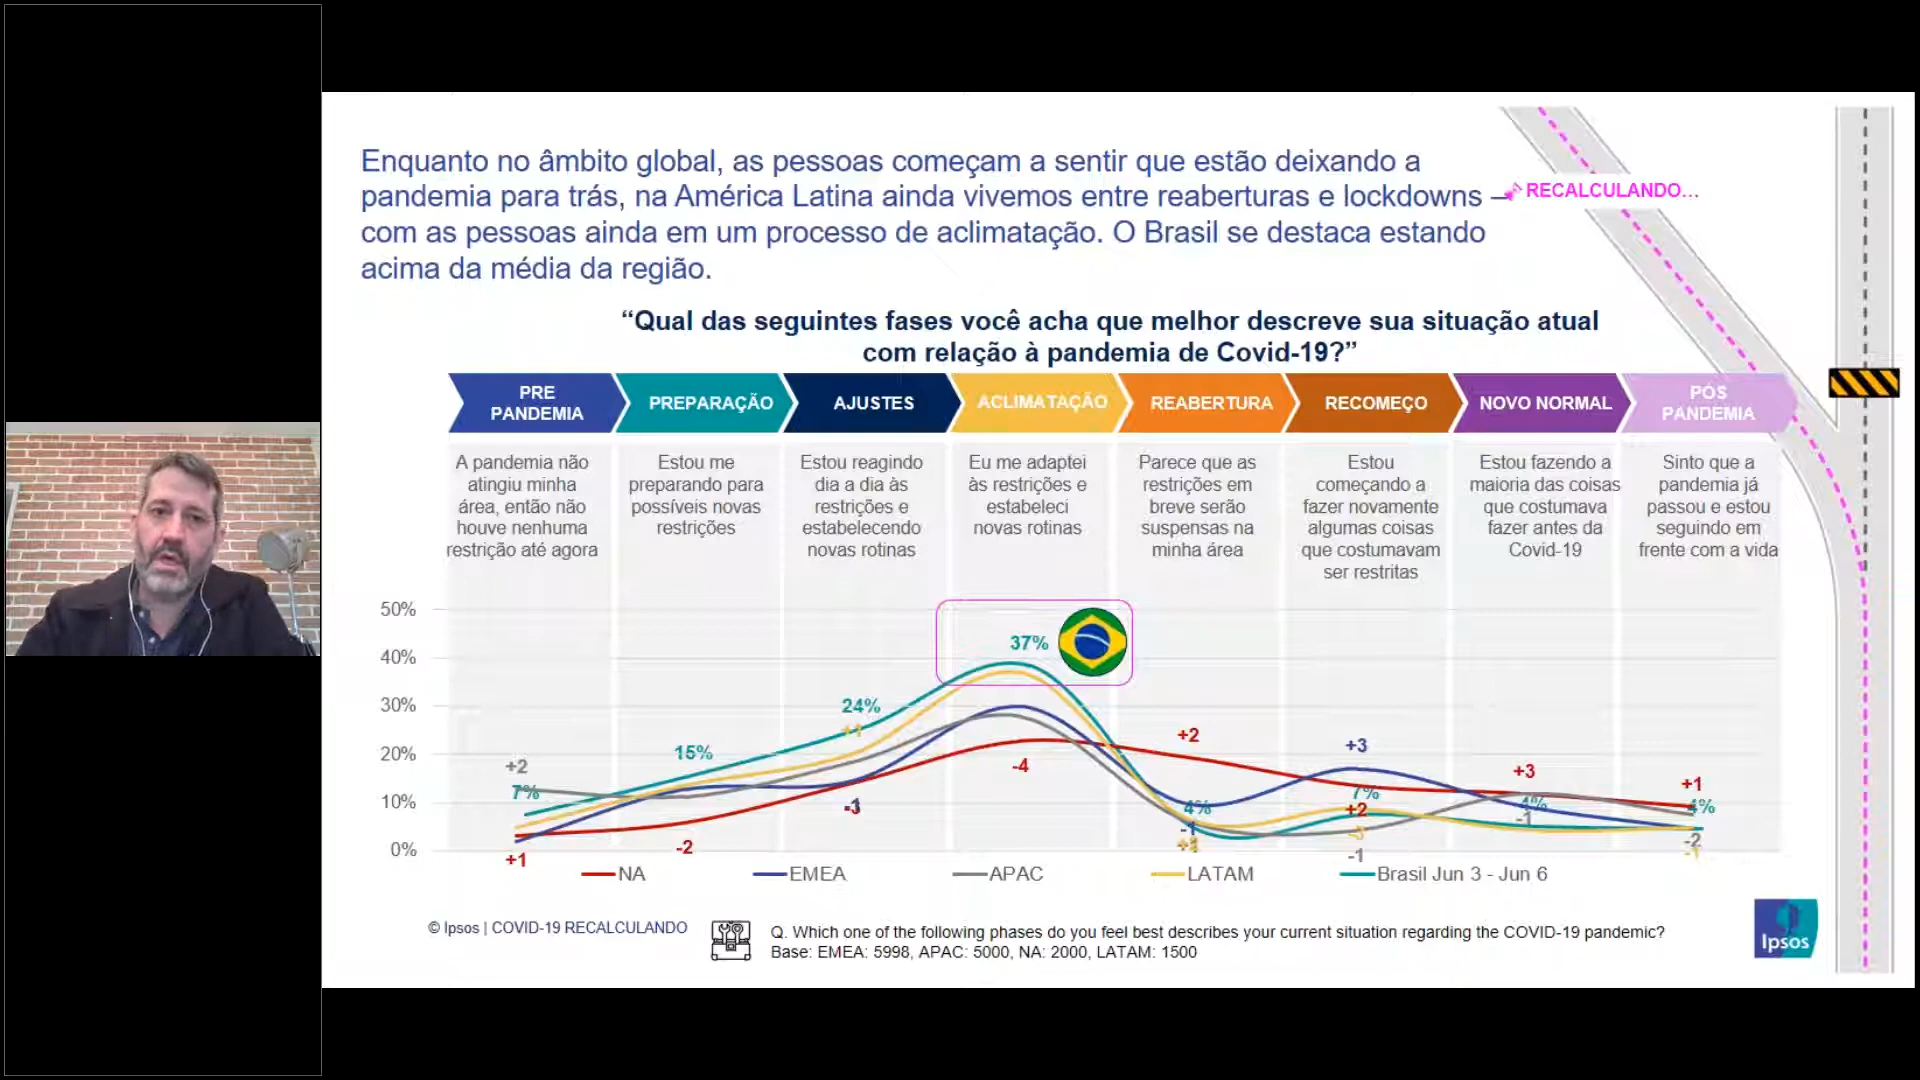 Enquanto no âmbito global, as pessoas começam a sentir que estão deixando a
pandemia para trás, na América Latina ainda vivemos entre reaberturas e lockdowns –
com as pessoas ainda em um processo de aclimatação. O Brasil se destaca estando
acima da média da região.
RECALCULANDO...
“Qual das seguintes fases você acha que melhor descreve sua situação atual
com relação à pandemia de Covid-19?”
PRE
PANDEMIA
PREPARAÇÃO
AJUSTES
ACLIMATAÇÃO
REABERTURA
RECOMEÇO
NOVO NORMAL
PÓS
PANDEMIA
A pandemia não
atingiu minha
área, então não
houve nenhuma
restrição até agora
Estou me
preparando para
possíveis novas
restrições
Estou reagindo
dia a dia às
restrições e
estabelecendo
novas rotinas
Eu me adaptei
às restrições e
estabeleci
novas rotinas
Parece que as
restrições em
breve serão
suspensas na
minha área
Estou
começando a
fazer novamente
algumas coisas
que costumavam
ser restritas
Estou fazendo a
maioria das coisas
que costumava
fazer antes da
Covid-19
Sinto que a
pandemia já
passou e estou
seguindo em
frente com a vida
50%
40%
30%
20%
10%
0%
+2
7%
+1
15%
-2
24%
+1
37%
-4
+2
4%
-1
+3
7%
+2
-1
+3
4%
-1
+1
4%
-2
-1
NA
EMEA
APAC
LATAM
Brasil Jun 3 - Jun 6
© Ipsos | COVID-19 RECALCULANDO
Q. Which one of the following phases do you feel best describes your current situation regarding the COVID-19 pandemic?
Base: EMEA: 5998, APAC: 5000, NA: 2000, LATAM: 1500
Ipsos